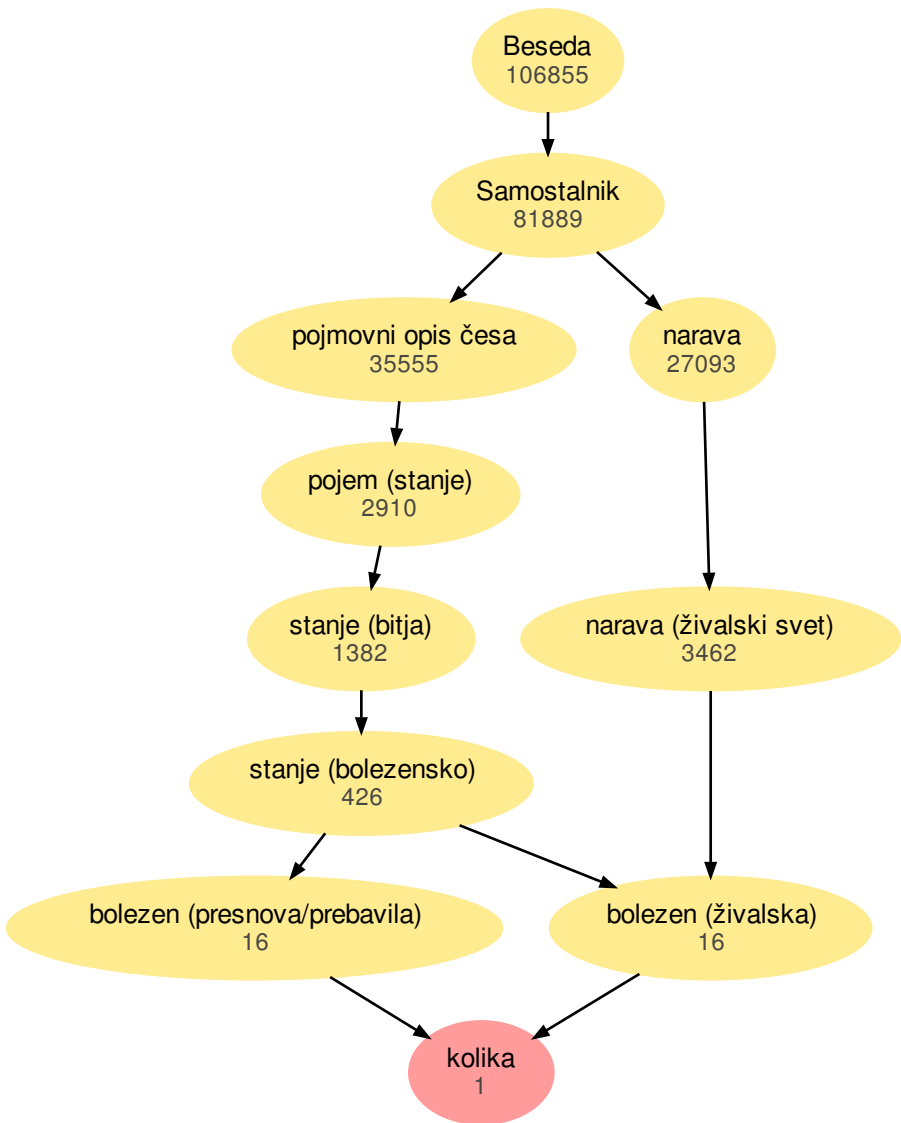 Beseda
106855
Samostalnik
81889
pojmovni opis česa
35555
narava
27093
pojem (stanje)
2910
stanje (bitja)
1382
narava (živalski svet)
3462
stanje (bolezensko)
426
bolezen (presnova/prebavila)
16
bolezen (živalska)
16
kolika
1